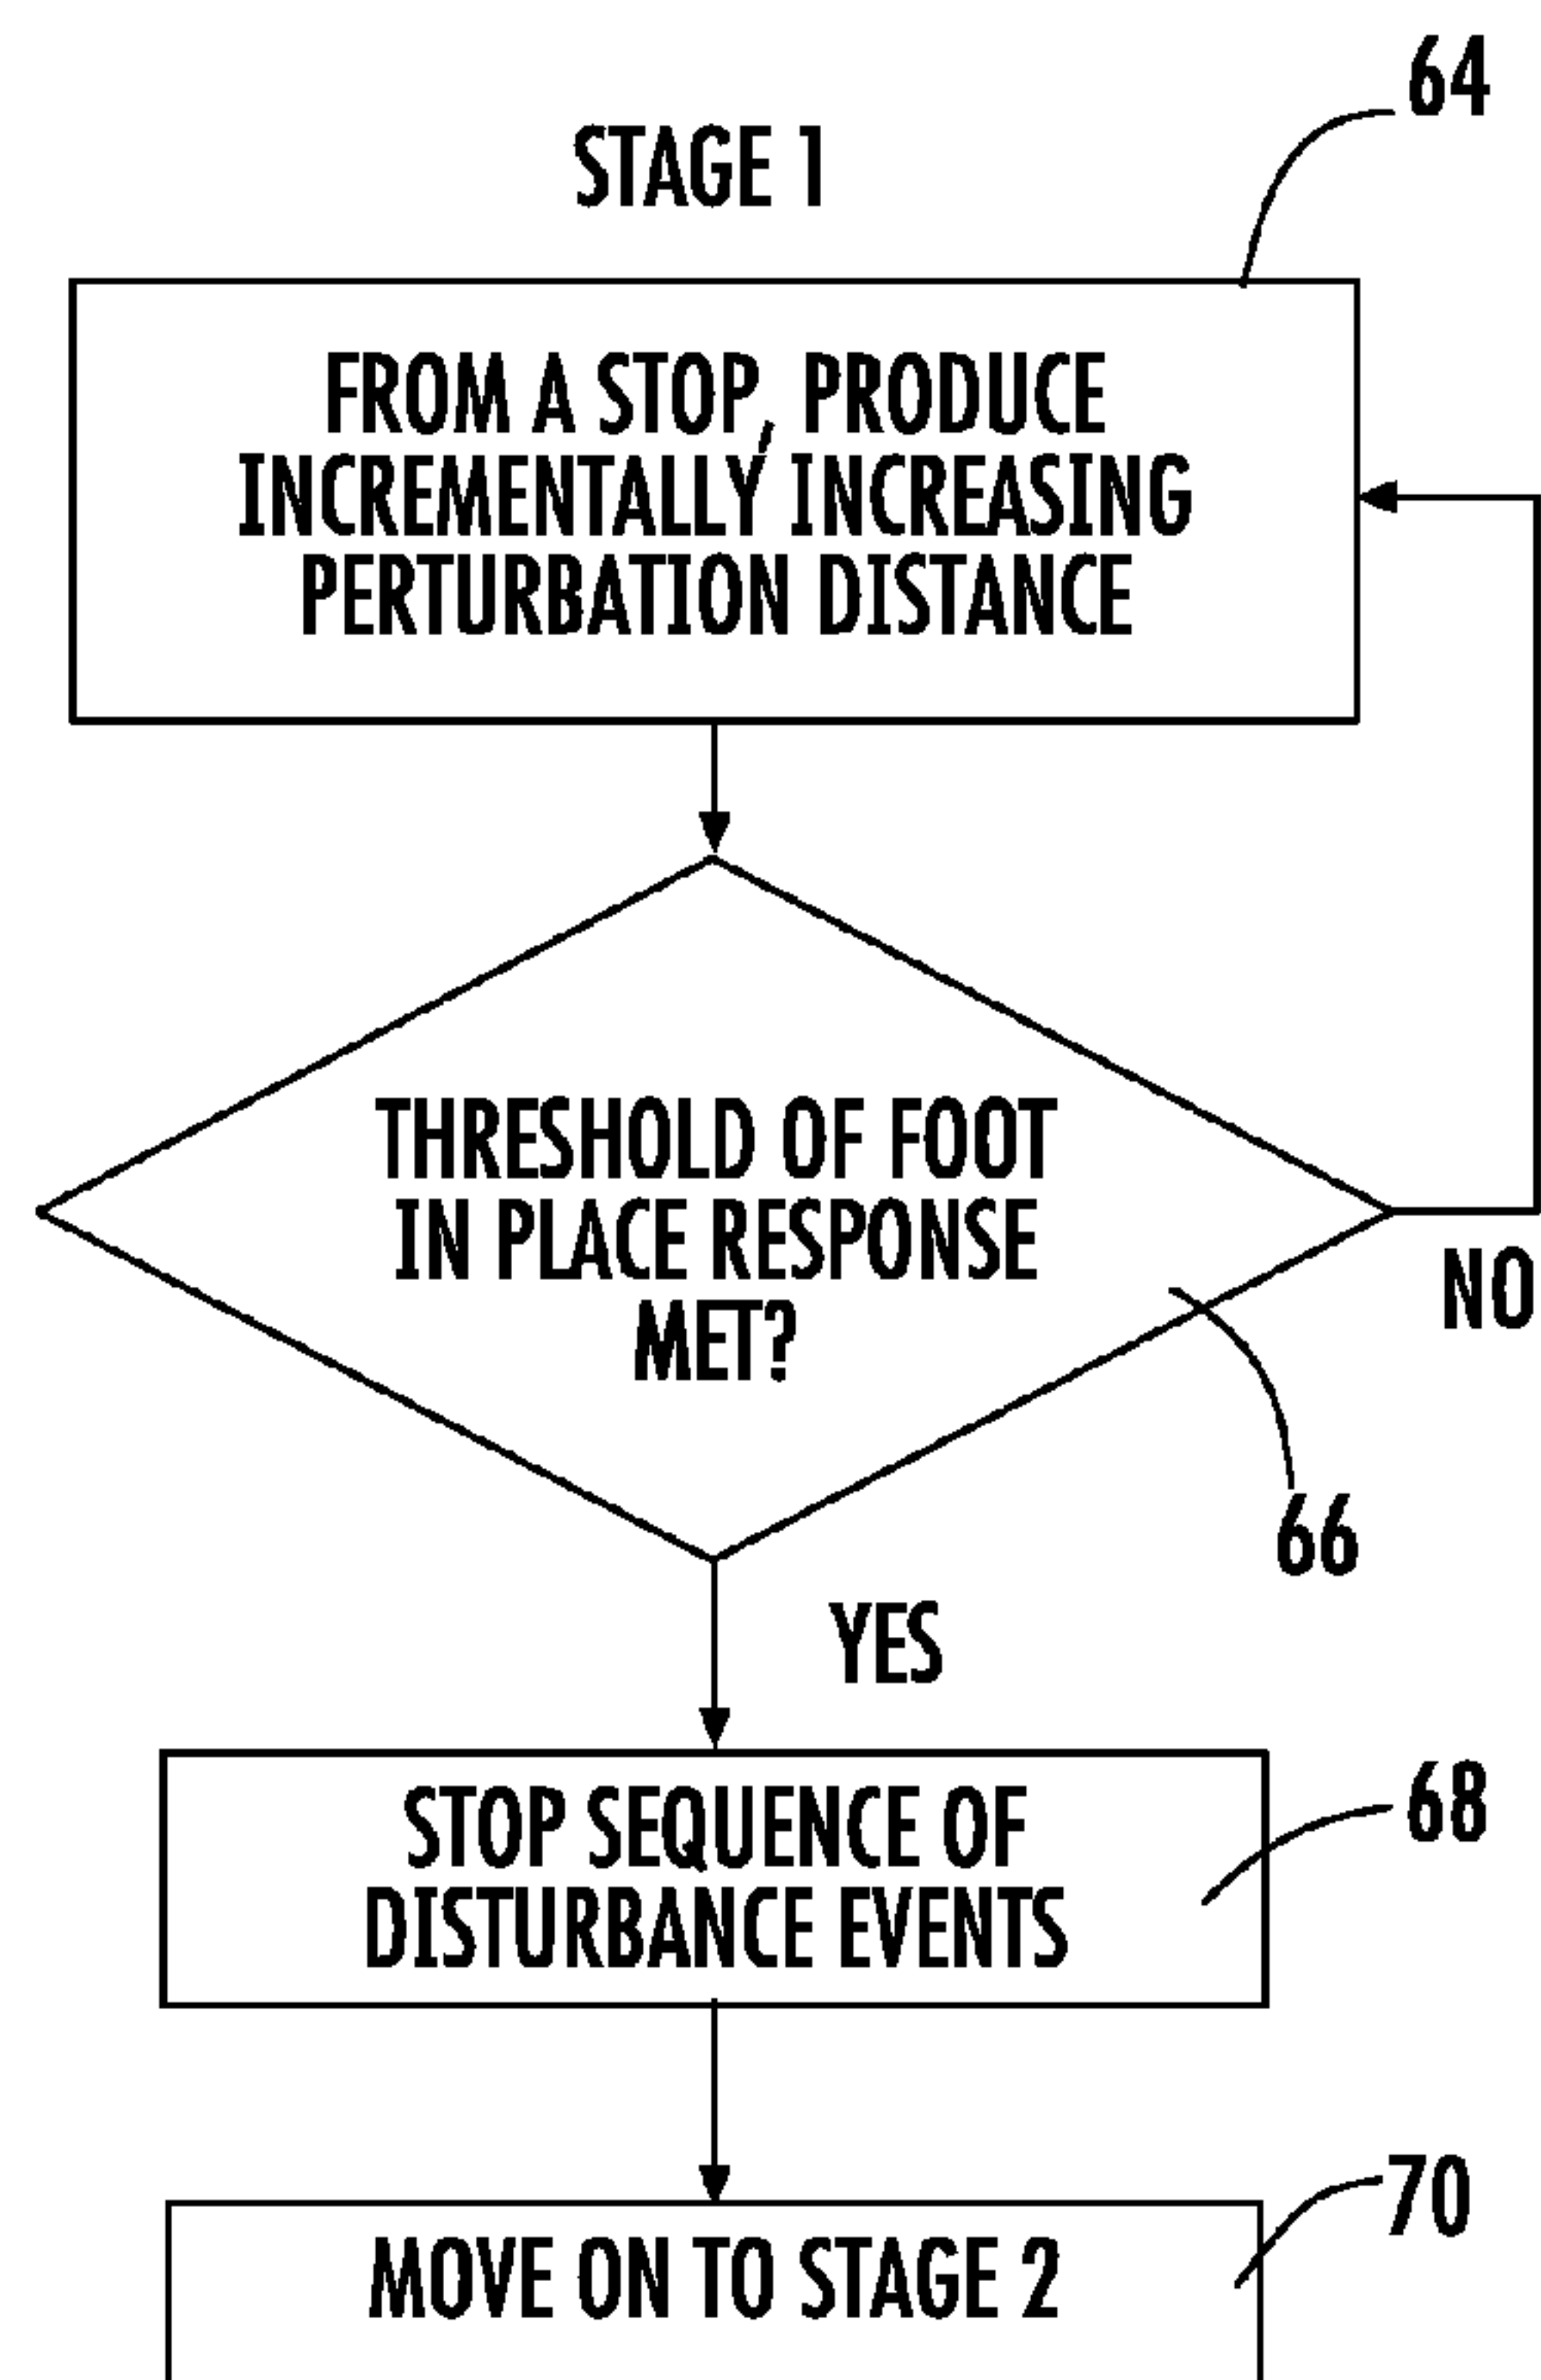 64
STAGE 1
FROM A STOP, PRODUCE
INCREMENTALLY INCREASING
PERTURBATION DISTANCE
THRESHOLD OF FOOT
IN PLACE RESPONSE
MET?
NO
66
YES
STOP SEQUENCE OF
DISTURBANCE EVENTS
68
70
MOVE ON TO STAGE 2